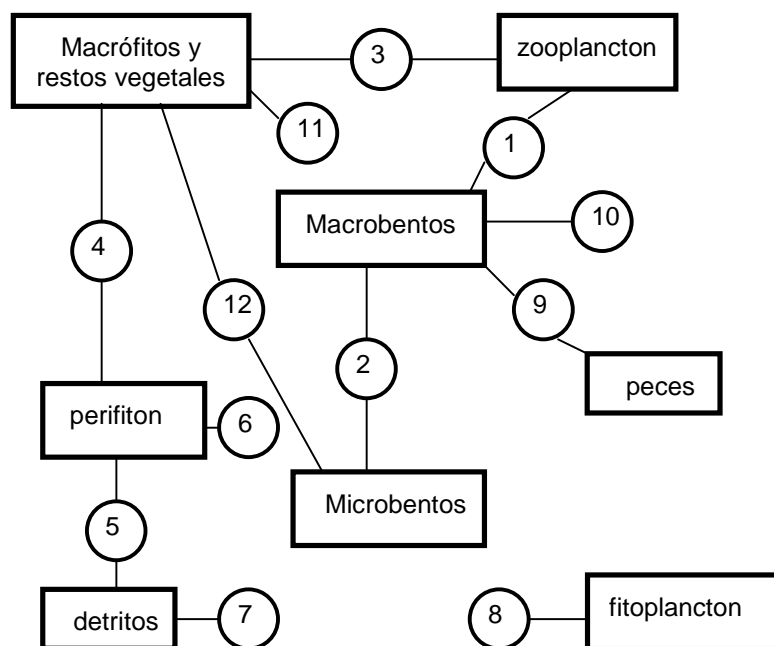 Macrófitos y
restos vegetales
3
zooplancton
11
1
Macrobentos
10
4
12
9
2
peces
perifiton
6
Microbentos
5
detritos
7
8
fitoplancton